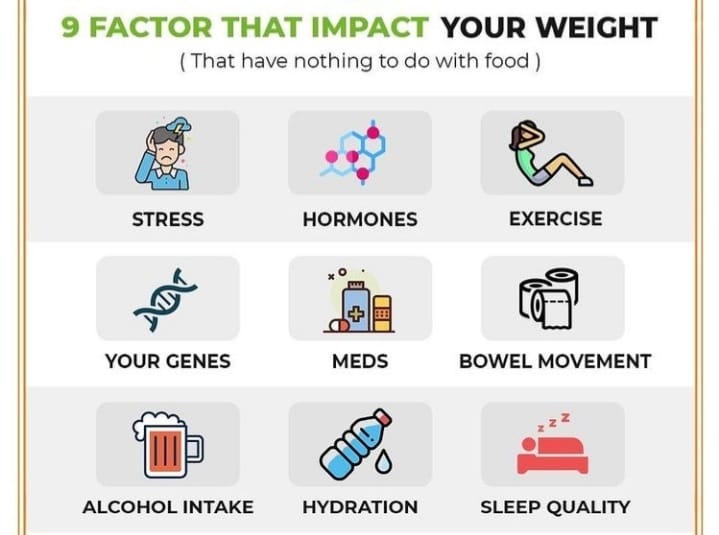 9 FACTOR THAT IMPACT YOUR WEIGHT
( That have nothing to do with food )
STRESS
HORMONES
EXERCISE
YOUR GENES
MEDS
BOWEL MOVEMENT
z z Z
ALCOHOL INTAKE
HYDRATION
SLEEP QUALITY